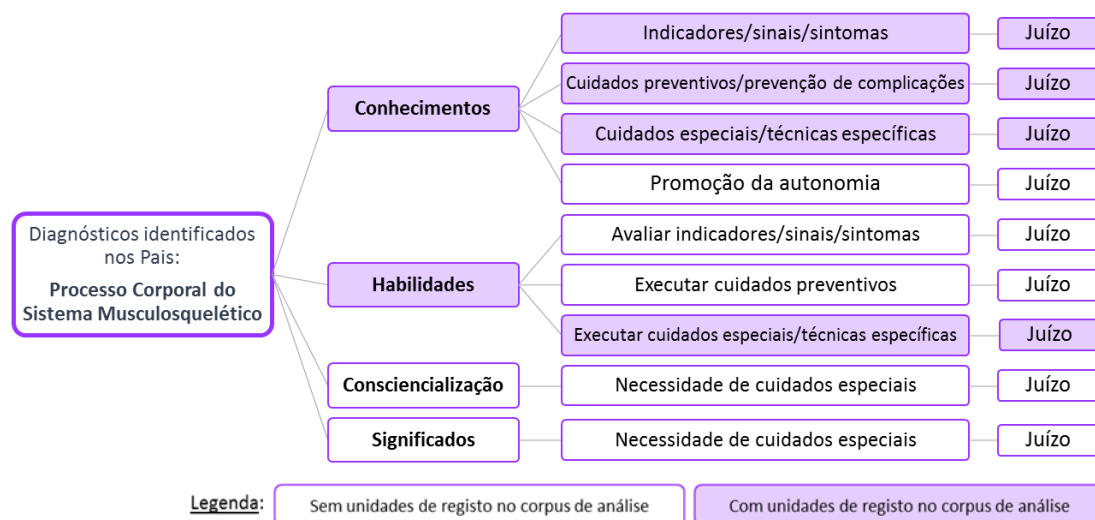 Diagnósticos identificados
nos Pais:
Processo Corporal do
Sistema Musculosquelético
Conhecimentos
Indicadores/sinais/sintomas
Juízo
Cuidados preventivos/prevenção de complicações
Juízo
Cuidados especiais/técnicas específicas
Juízo
Promoção da autonomia
Juízo
Habilidades
Avaliar indicadores/sinais/sintomas
Juízo
Executar cuidados preventivos
Juízo
Executar cuidados especiais/técnicas específicas
Juízo
Consciencialização
Necessidade de cuidados especiais
Juízo
Significados
Necessidade de cuidados especiais
Juízo
Legenda:
Sem unidades de registo no corpus de análise
Com unidades de registo no corpus de análise